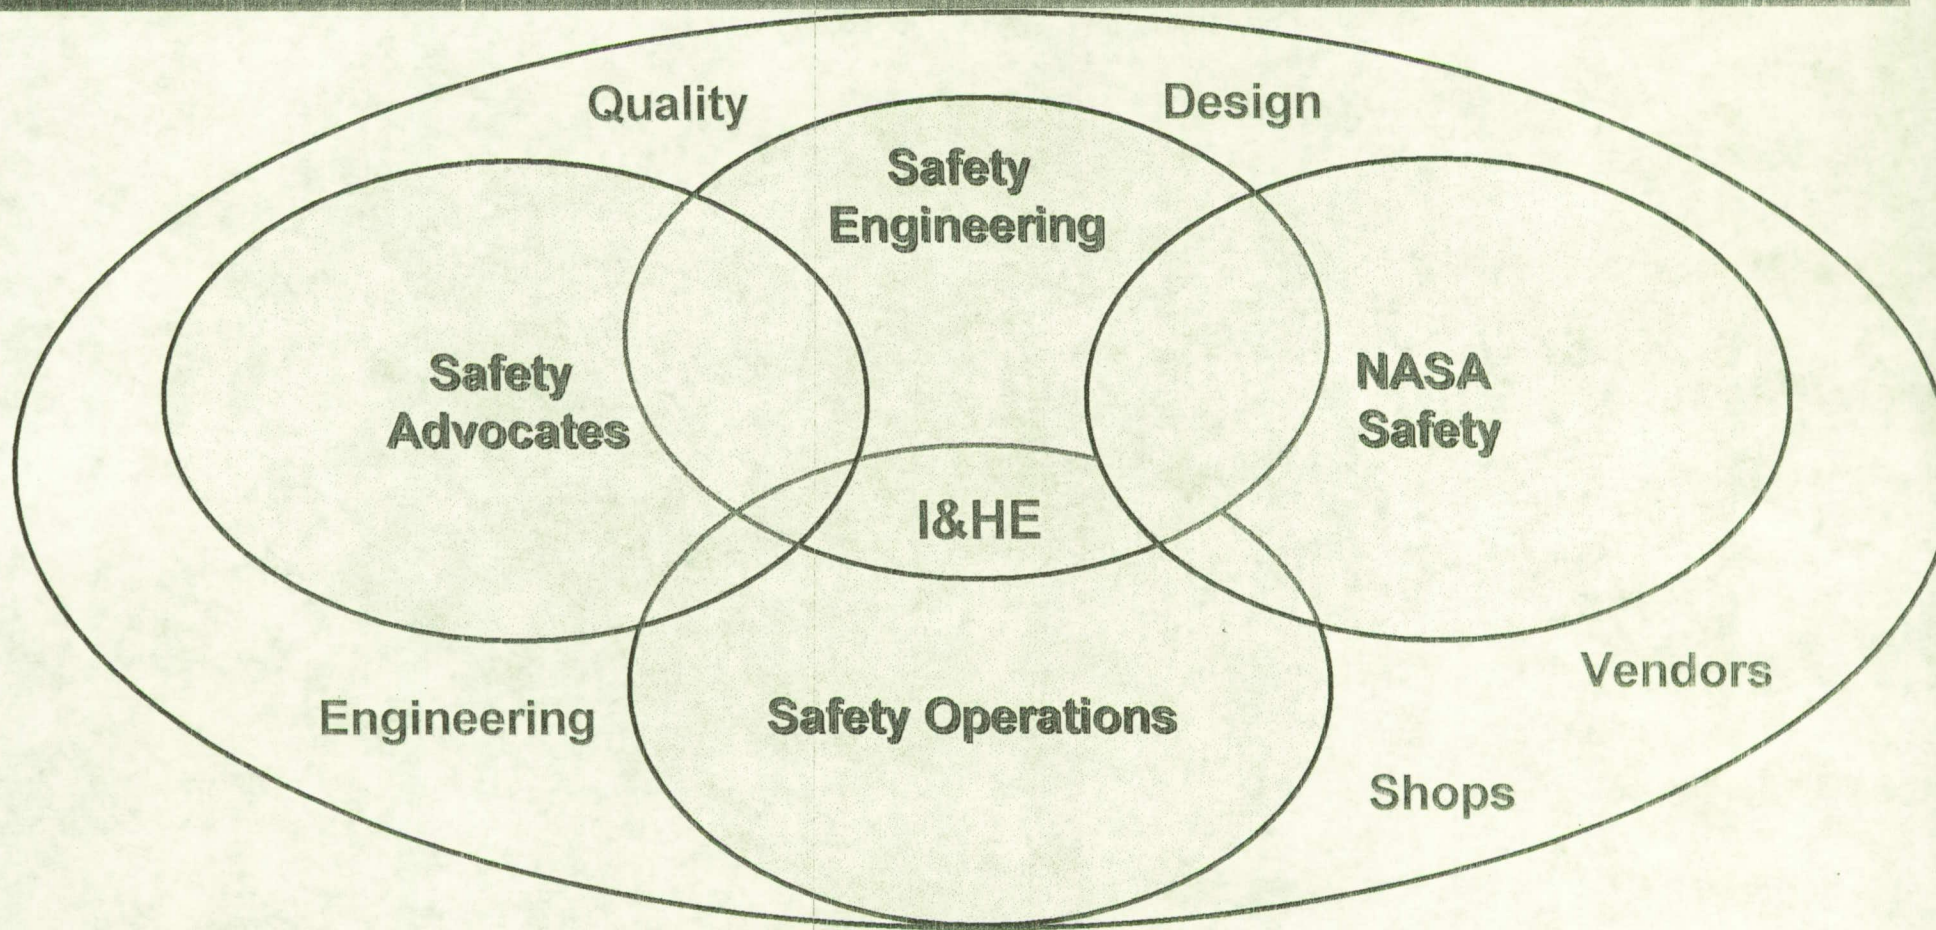 Quality
Design
Safety
Engineering
Safety
Advocates
NASA
Safety
I&HE
Vendors
Engineering
Safety Operations
Shops